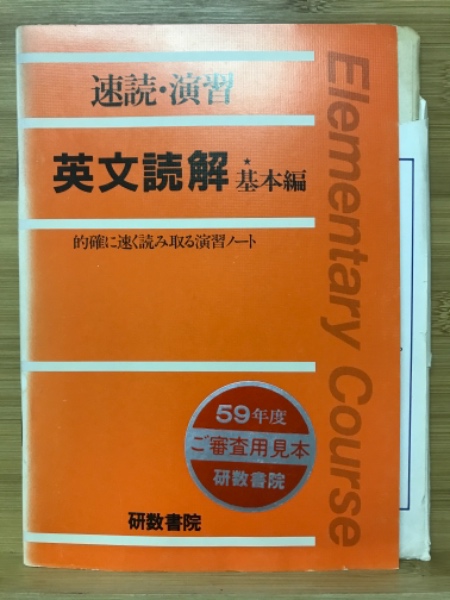 速読・演習
英文読解 ★基本編
的確に速く読み取る演習ノート
Elementary Course
59年度
ご審査用見本
研数書院
研数書院